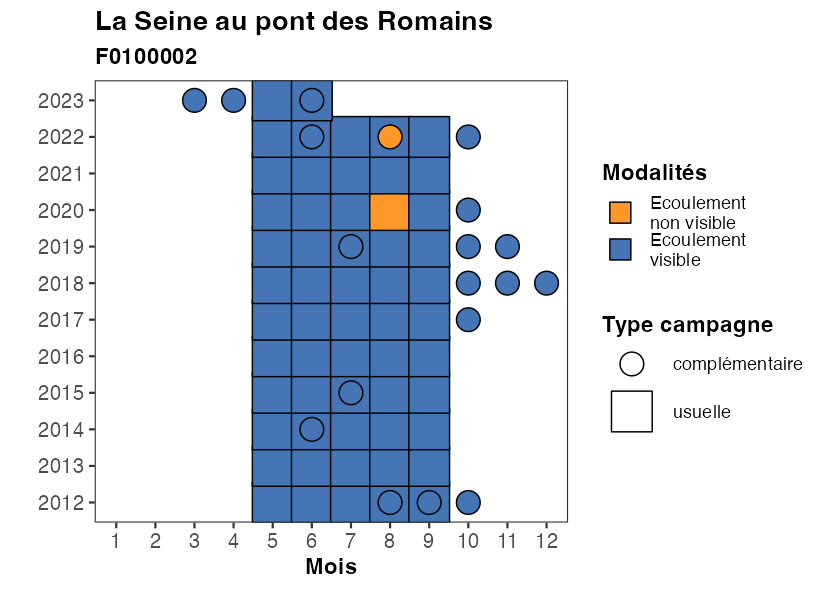 La Seine au pont des Romains
F0100002
2023
2022
2021
2020
2019
2018
2017
2016
2015
2014
2013
2012
1 2 3 4 5 6 7 8 9 10 11 12
Mois
Modalités
Ecoulement
non visible
Ecoulement
visible
Type campagne
complémentaire
usuelle